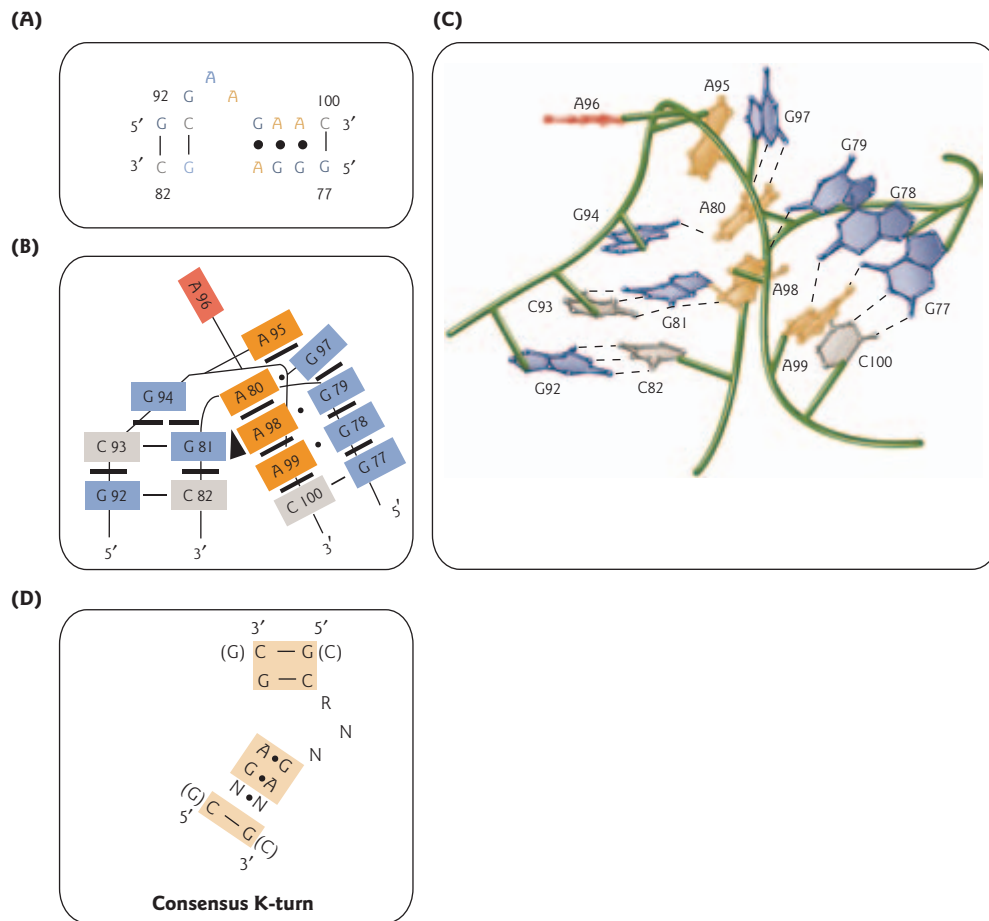 (A)
A
92 G A 100
5′ G C G A A C 3′
3′ C G A G G G 5′
82 77
(B)
A 96
A 95
G 97
G 94
A 80
G 79
C 93
G 81
A 98
G 78
G 92
C 82
A 99
G 77
C 100
5′
5′ 3′ 3′
(C)
A95
A96
G97
G79
G78
G94
A80
C93
G81
A98
G77
A99
C100
G92
C82
(D)
3′ 5′
(G) C — G (C)
G — C
R
N
N
A • G
G • A
N • N
(G) C — G (C)
5′
3′
Consensus K-turn